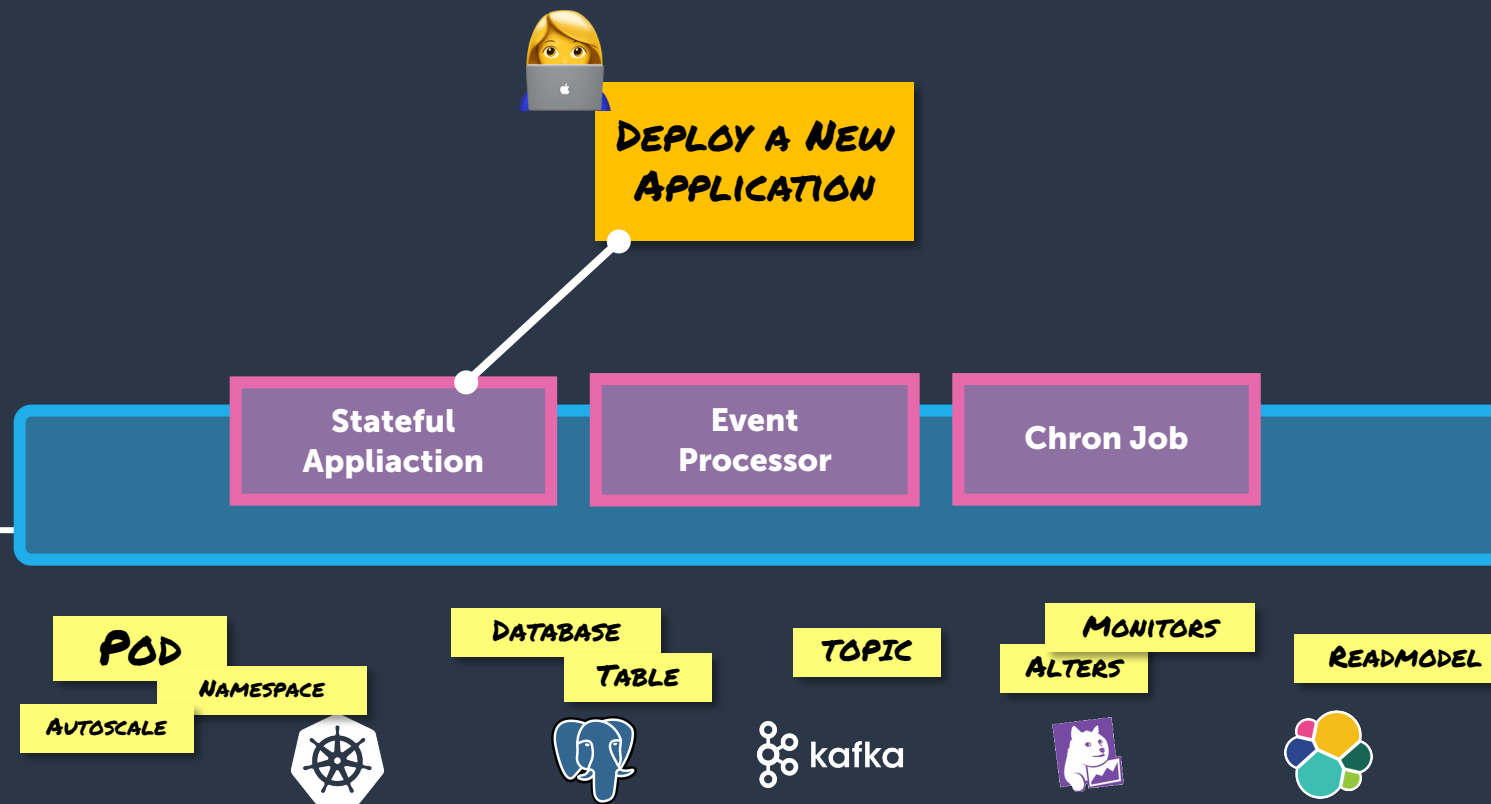 Deploy a New
Application
Stateful
Appliaction
Event
Processor
Chron Job
Pod
Namespace
Autoscale
Database
Table
TOPIC
kafka
Monitors
Alters
Readmodel